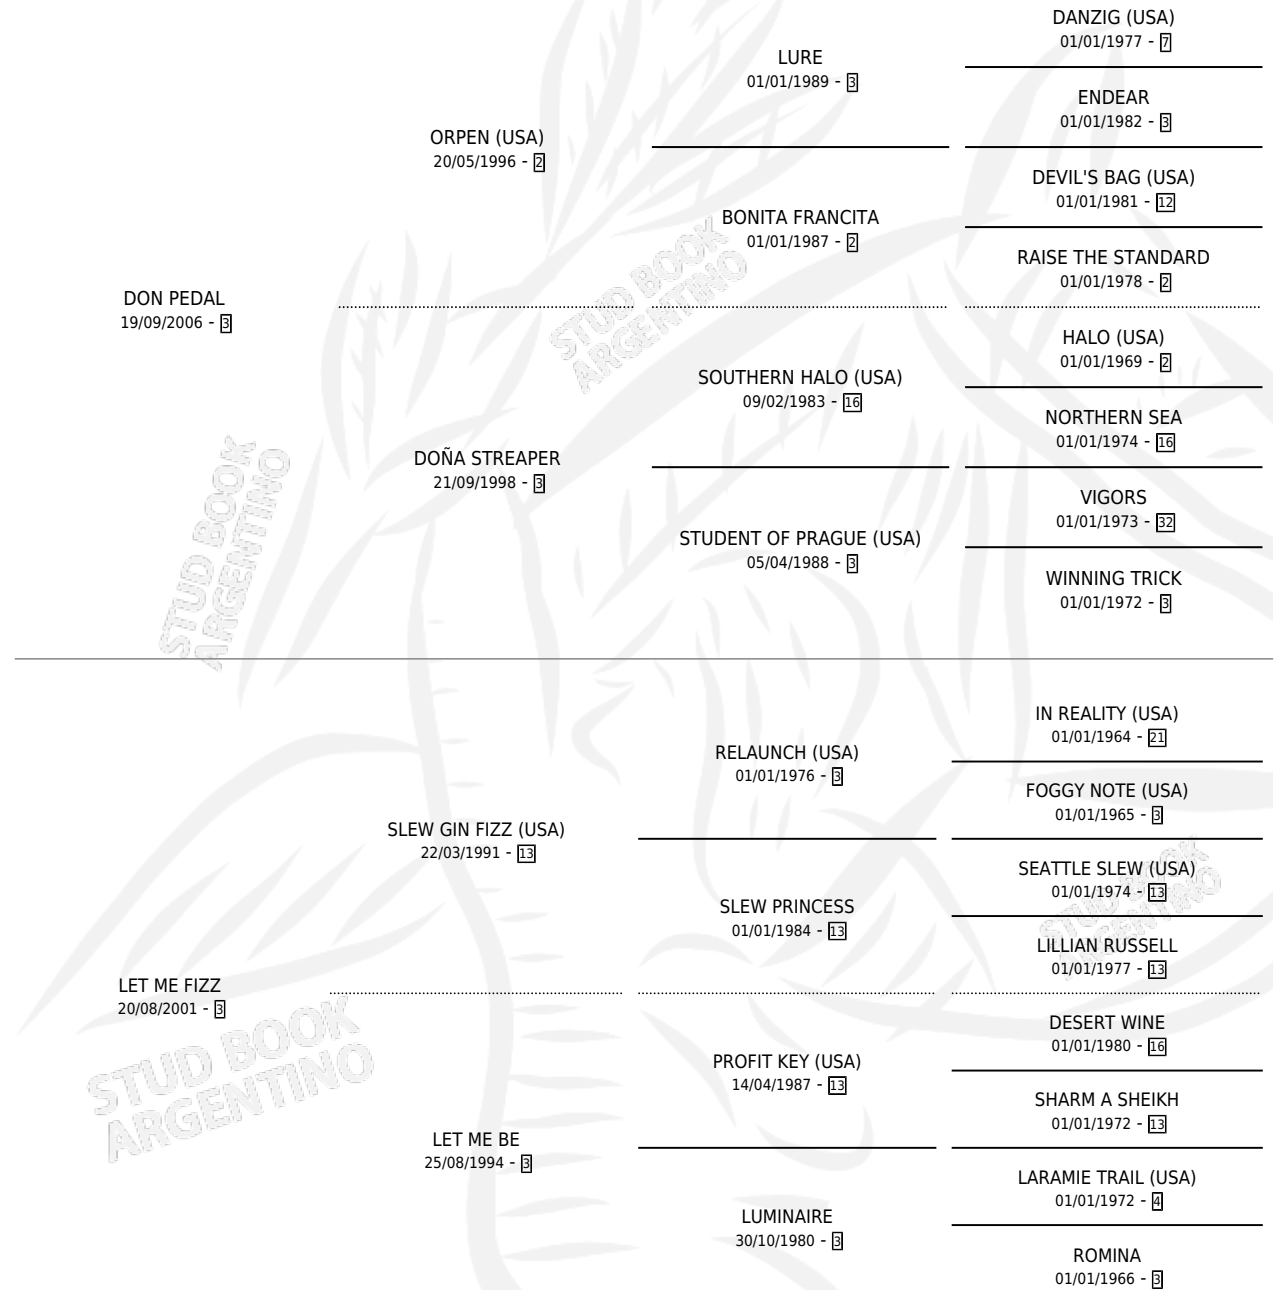 DON PEDAL
19/09/2006 - 3
ORPEN (USA)
20/05/1996 - 2
LURE
01/01/1989 - 3
DANZIG (USA)
01/01/1977 - 7
ENDEAR
01/01/1982 - 3
BONITA FRANCITA
01/01/1987 - 2
DEVIL'S BAG (USA)
01/01/1981 - 12
RAISE THE STANDARD
01/01/1978 - 2
DOÑA STREAPER
21/09/1998 - 3
SOUTHERN HALO (USA)
09/02/1983 - 16
HALO (USA)
01/01/1969 - 2
NORTHERN SEA
01/01/1974 - 16
STUDENT OF PRAGUE (USA)
05/04/1988 - 3
VIGORS
01/01/1973 - 32
WINNING TRICK
01/01/1972 - 3
LET ME FIZZ
20/08/2001 - 3
SLEW GIN FIZZ (USA)
22/03/1991 - 13
RELAUNCH (USA)
01/01/1976 - 3
IN REALITY (USA)
01/01/1964 - 21
FOGGY NOTE (USA)
01/01/1965 - 3
SLEW PRINCESS
01/01/1984 - 13
SEATTLE SLEW (USA)
01/01/1974 - 13
LILLIAN RUSSELL
01/01/1977 - 13
LET ME BE
25/08/1994 - 3
PROFIT KEY (USA)
14/04/1987 - 13
DESERT WINE
01/01/1980 - 16
SHARM A SHEIKH
01/01/1972 - 13
LUMINAIRE
30/10/1980 - 3
LARAMIE TRAIL (USA)
01/01/1972 - 4
ROMINA
01/01/1966 - 3
STUD BOOK
ARGENTINO
STUD BOOK
ARGENTINO
STUD BOOK
ARGENTINO
STUD BOOK
ARGENTINO